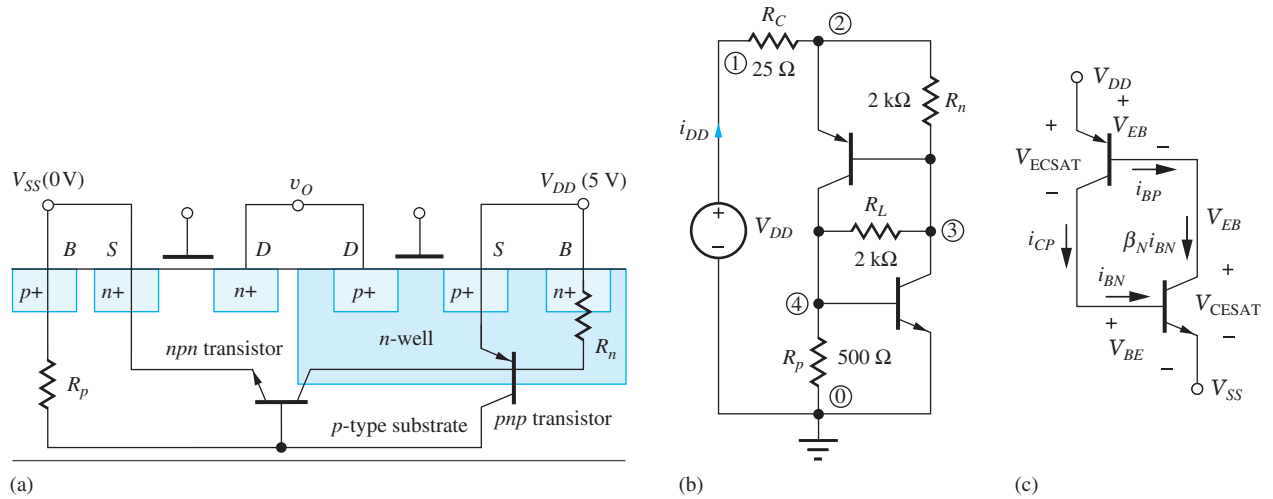 V_SS (0 V)
v_O
V_DD (5 V)
B
S
D
D
S
B
p+
n+
n+
p+
p+
n+
npn transistor
n-well
R_n
R_p
p-type substrate
pnp transistor
(a)
R_C
②
①
25 Ω
2 kΩ
R_n
i_DD
R_L
V_DD
③
2 kΩ
④
R_p
500 Ω
⓪
+
−
(b)
V_DD
+
+
V_EB
V_ECSAT
−
−
i_BP
V_EB
i_CP
β_N i_BN
i_BN
+
V_CESAT
+
−
V_BE
−
V_SS
(c)